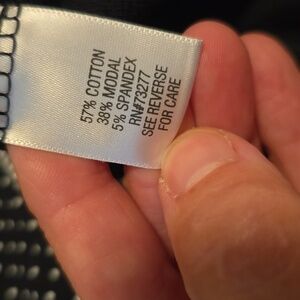 57% COTTON
38% MODAL
5% SPANDEX
RN#73277
SEE REVERSE
FOR CARE